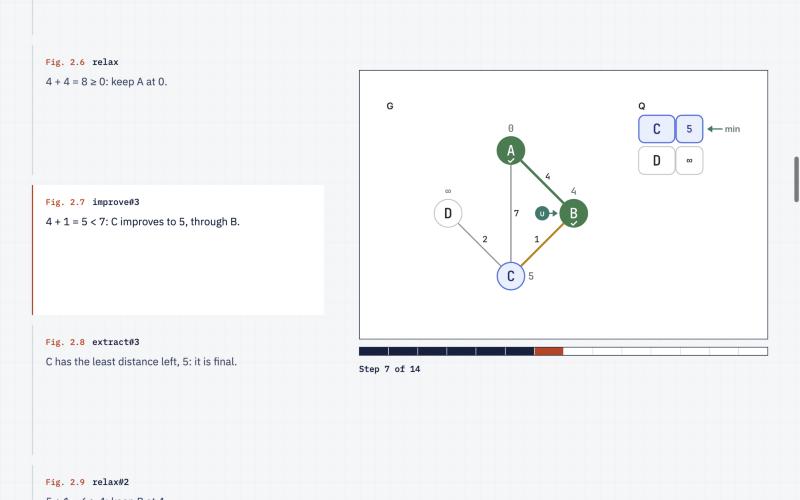 Fig. 2.6 relax
4 + 4 = 8 ≥ 0: keep A at 0.
Fig. 2.7 improve#3
4 + 1 = 5 < 7: C improves to 5, through B.
Fig. 2.8 extract#3
C has the least distance left, 5: it is final.
Fig. 2.9 relax#2
G
Q
C 5 min
D ∞
0
A
4
∞
4
D
7
u
B
2
1
C 5
Step 7 of 14